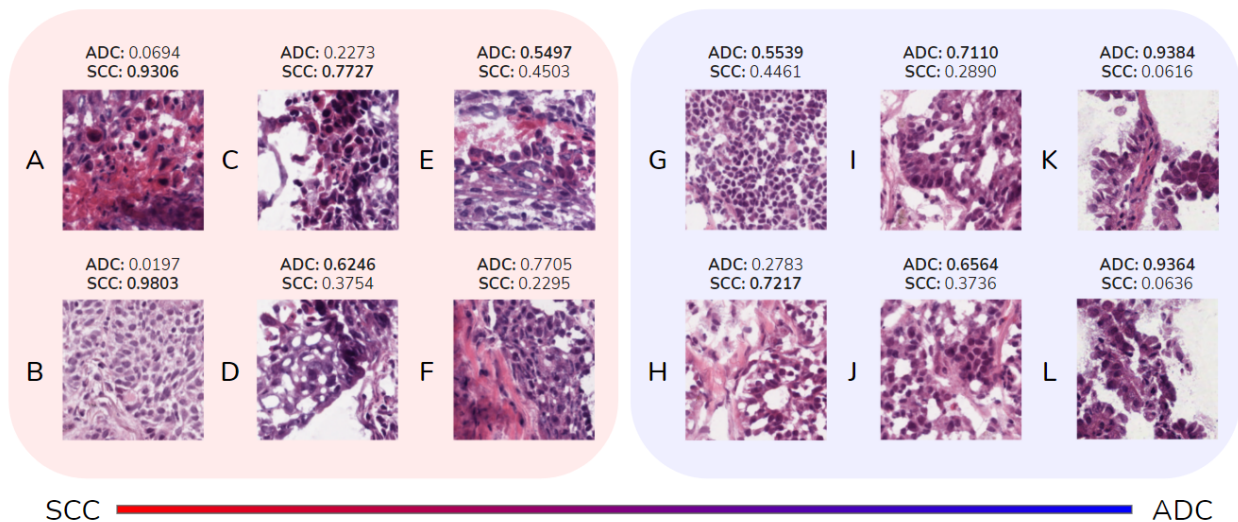 ADC: 0.0694
SCC: 0.9306
A
ADC: 0.2273
SCC: 0.7727
C
ADC: 0.5497
SCC: 0.4503
E
ADC: 0.0197
SCC: 0.9803
B
ADC: 0.6246
SCC: 0.3754
D
ADC: 0.7705
SCC: 0.2295
F
ADC: 0.5539
SCC: 0.4461
G
ADC: 0.7110
SCC: 0.2890
I
ADC: 0.9384
SCC: 0.0616
K
ADC: 0.2783
SCC: 0.7217
H
ADC: 0.6564
SCC: 0.3736
J
ADC: 0.9364
SCC: 0.0636
L
SCC
ADC